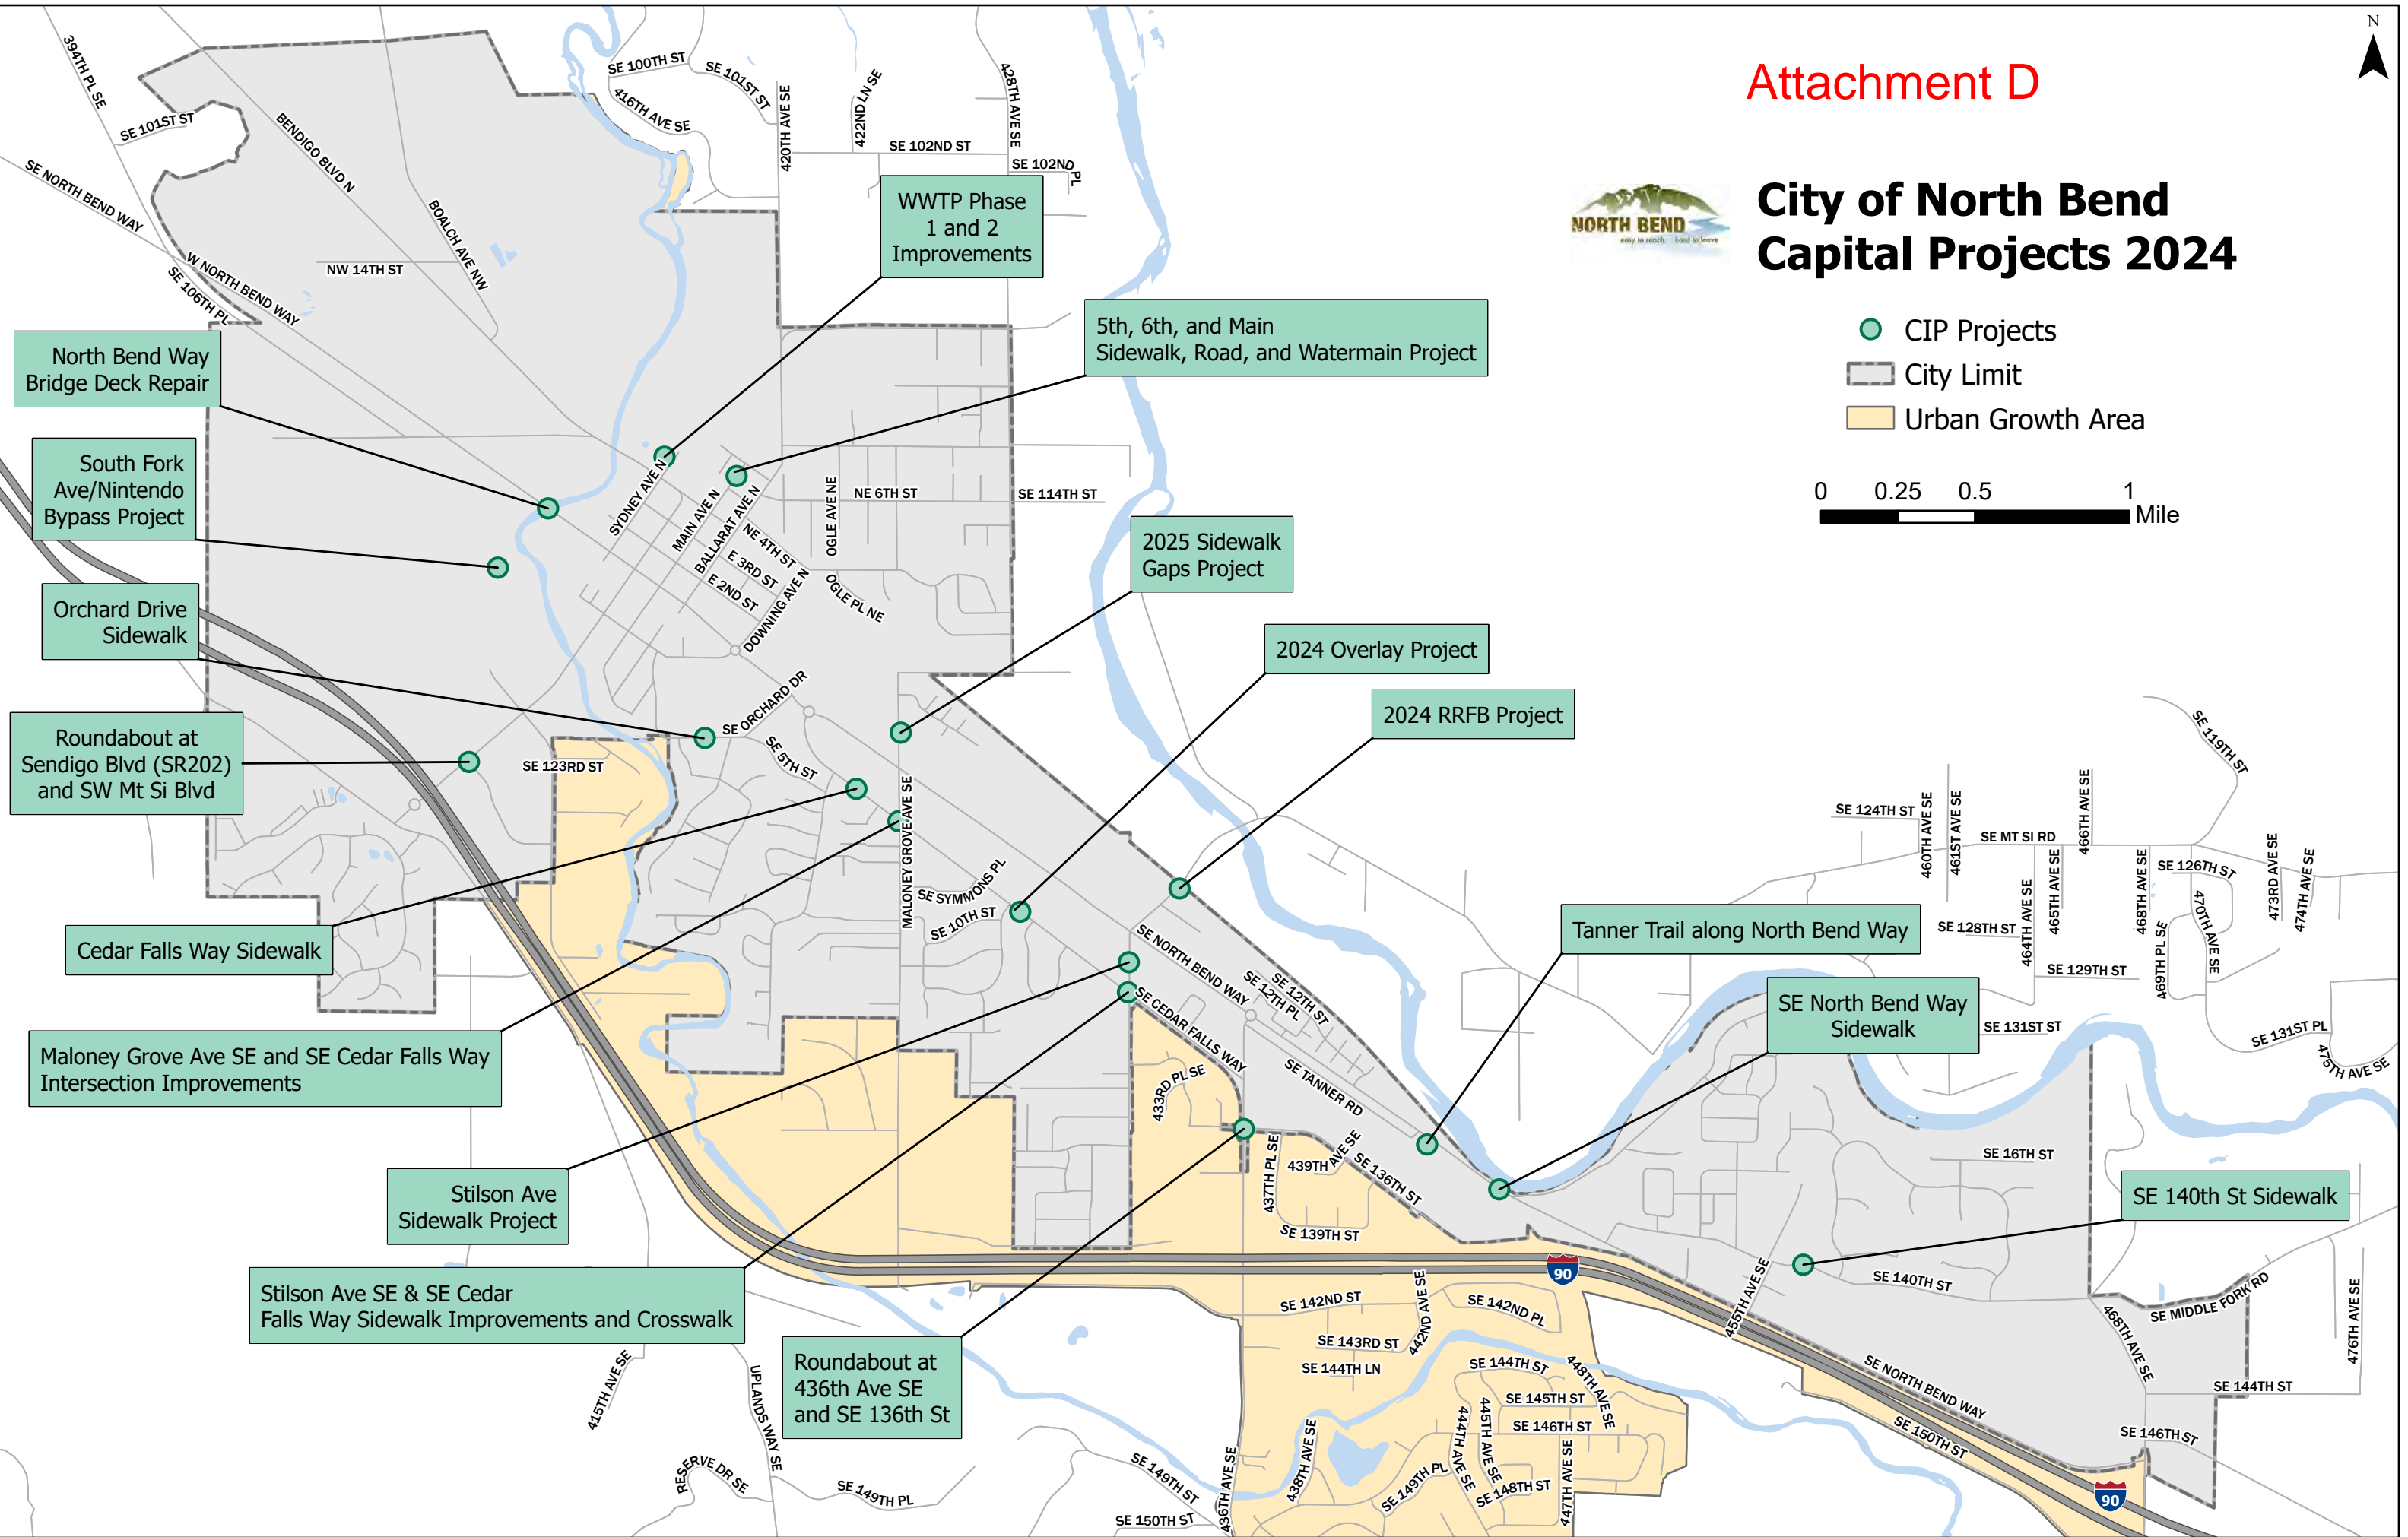 N
Attachment D
NORTH BEND
easy to reach. hard to leave
City of North Bend
Capital Projects 2024
CIP Projects
City Limit
Urban Growth Area
0 0.25 0.5 1
Mile
WWTP Phase
1 and 2
Improvements
5th, 6th, and Main
Sidewalk, Road, and Watermain Project
North Bend Way
Bridge Deck Repair
South Fork
Ave/Nintendo
Bypass Project
Orchard Drive
Sidewalk
Roundabout at
Sendigo Blvd (SR202)
and SW Mt Si Blvd
2025 Sidewalk
Gaps Project
2024 Overlay Project
2024 RRFB Project
Cedar Falls Way Sidewalk
Maloney Grove Ave SE and SE Cedar Falls Way
Intersection Improvements
Stilson Ave
Sidewalk Project
Stilson Ave SE & SE Cedar
Falls Way Sidewalk Improvements and Crosswalk
Roundabout at
436th Ave SE
and SE 136th St
Tanner Trail along North Bend Way
SE North Bend Way
Sidewalk
SE 140th St Sidewalk
394TH PL SE
SE 101ST ST
SE NORTH BEND WAY
BENDIGO BLVD N
BOALCH AVE NW
NW 14TH ST
W NORTH BEND WAY
SE 106TH PL
SE 100TH ST
SE 101ST ST
416TH AVE SE
420TH AVE SE
422ND LN SE
428TH AVE SE
SE 102ND ST
SE 102ND PL
SYDNEY AVE N
MAIN AVE N
BALLARAT AVE N
NE 4TH ST
E 3RD ST
E 2ND ST
DOWNING AVE N
OGLE AVE NE
OGLE PL NE
NE 6TH ST
SE 114TH ST
SE ORCHARD DR
SE 5TH ST
SE 123RD ST
MALONEY GROVE AVE SE
SE SYMMONS PL
SE 10TH ST
SE NORTH BEND WAY
SE 12TH ST
SE 12TH PL
SE CEDAR FALLS WAY
SE TANNER RD
433RD PL SE
437TH PL SE
439TH AVE SE
SE 136TH ST
SE 139TH ST
SE 119TH ST
SE 124TH ST
460TH AVE SE
461ST AVE SE
SE MT SI RD
466TH AVE SE
464TH AVE SE
465TH AVE SE
468TH AVE SE
SE 126TH ST
473RD AVE SE
474TH AVE SE
SE 128TH ST
469TH PL SE
470TH AVE SE
SE 129TH ST
SE 131ST ST
SE 131ST PL
475TH AVE SE
SE 16TH ST
SE 140TH ST
455TH AVE SE
SE MIDDLE FORK RD
468TH AVE SE
476TH AVE SE
SE 144TH ST
SE 146TH ST
SE NORTH BEND WAY
SE 150TH ST
90
90
SE 142ND ST
442ND AVE SE
SE 142ND PL
SE 143RD ST
SE 144TH LN
SE 144TH ST
448TH AVE SE
SE 145TH ST
SE 146TH ST
444TH AVE SE
445TH AVE SE
447TH AVE SE
SE 148TH ST
SE 149TH PL
438TH AVE SE
436TH AVE SE
SE 149TH ST
SE 150TH ST
415TH AVE SE
UPLANDS WAY SE
RESERVE DR SE
SE 149TH PL